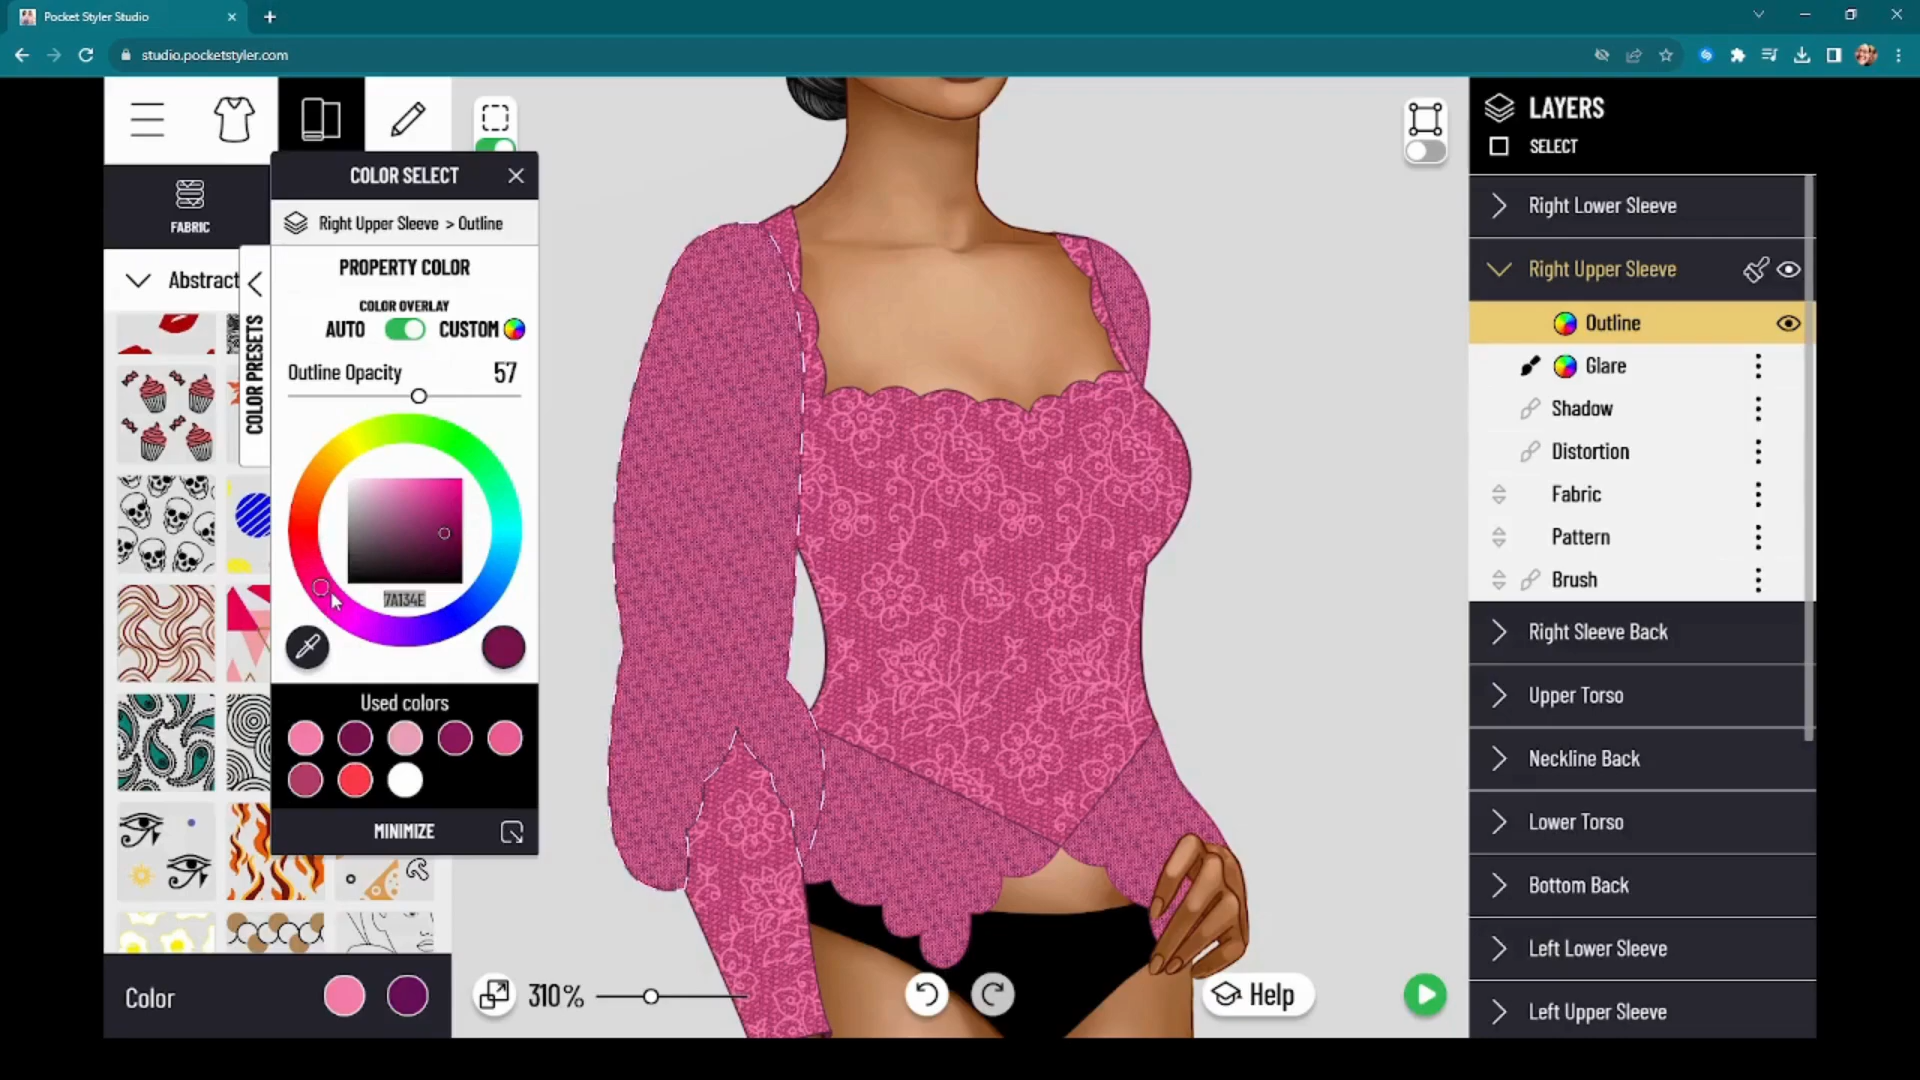 Pocket Styler Studio
studio.pocketstyler.com
FABRIC
Abstract
COLOR PRESETS
COLOR SELECT
Right Upper Sleeve > Outline
PROPERTY COLOR
COLOR OVERLAY
AUTO CUSTOM
Outline Opacity 57
7A134E
Used colors
MINIMIZE
Color
310%
Help
LAYERS
SELECT
Right Lower Sleeve
Right Upper Sleeve
Outline
Glare
Shadow
Distortion
Fabric
Pattern
Brush
Right Sleeve Back
Upper Torso
Neckline Back
Lower Torso
Bottom Back
Left Lower Sleeve
Left Upper Sleeve